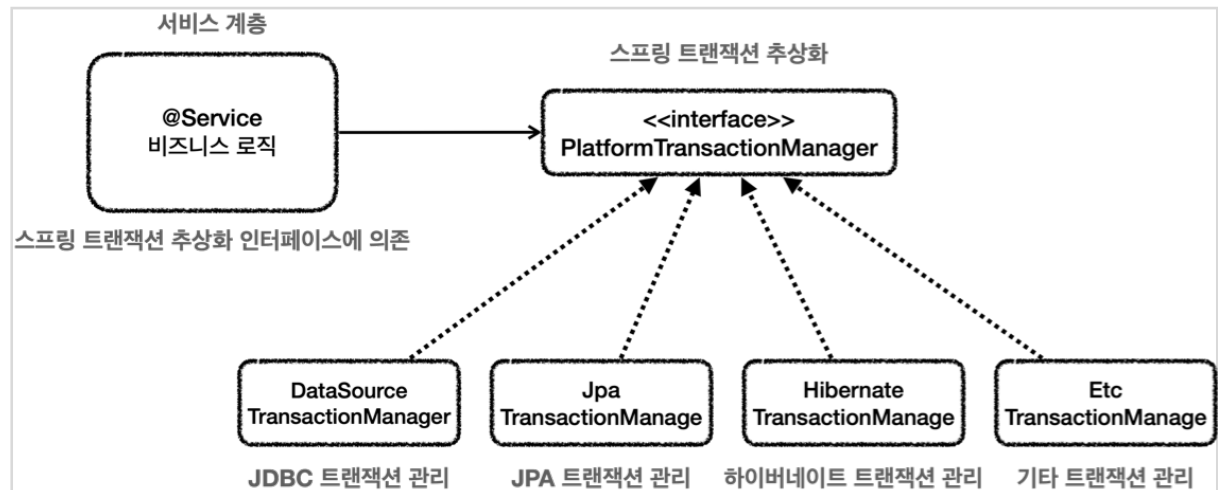 서비스 계층
스프링 트랜잭션 추상화
@Service
비즈니스 로직
<<interface>>
PlatformTransactionManager
스프링 트랜잭션 추상화 인터페이스에 의존
DataSource
TransactionManager
Jpa
TransactionManage
Hibernate
TransactionManage
Etc
TransactionManage
JDBC 트랜잭션 관리
JPA 트랜잭션 관리
하이버네이트 트랜잭션 관리
기타 트랜잭션 관리